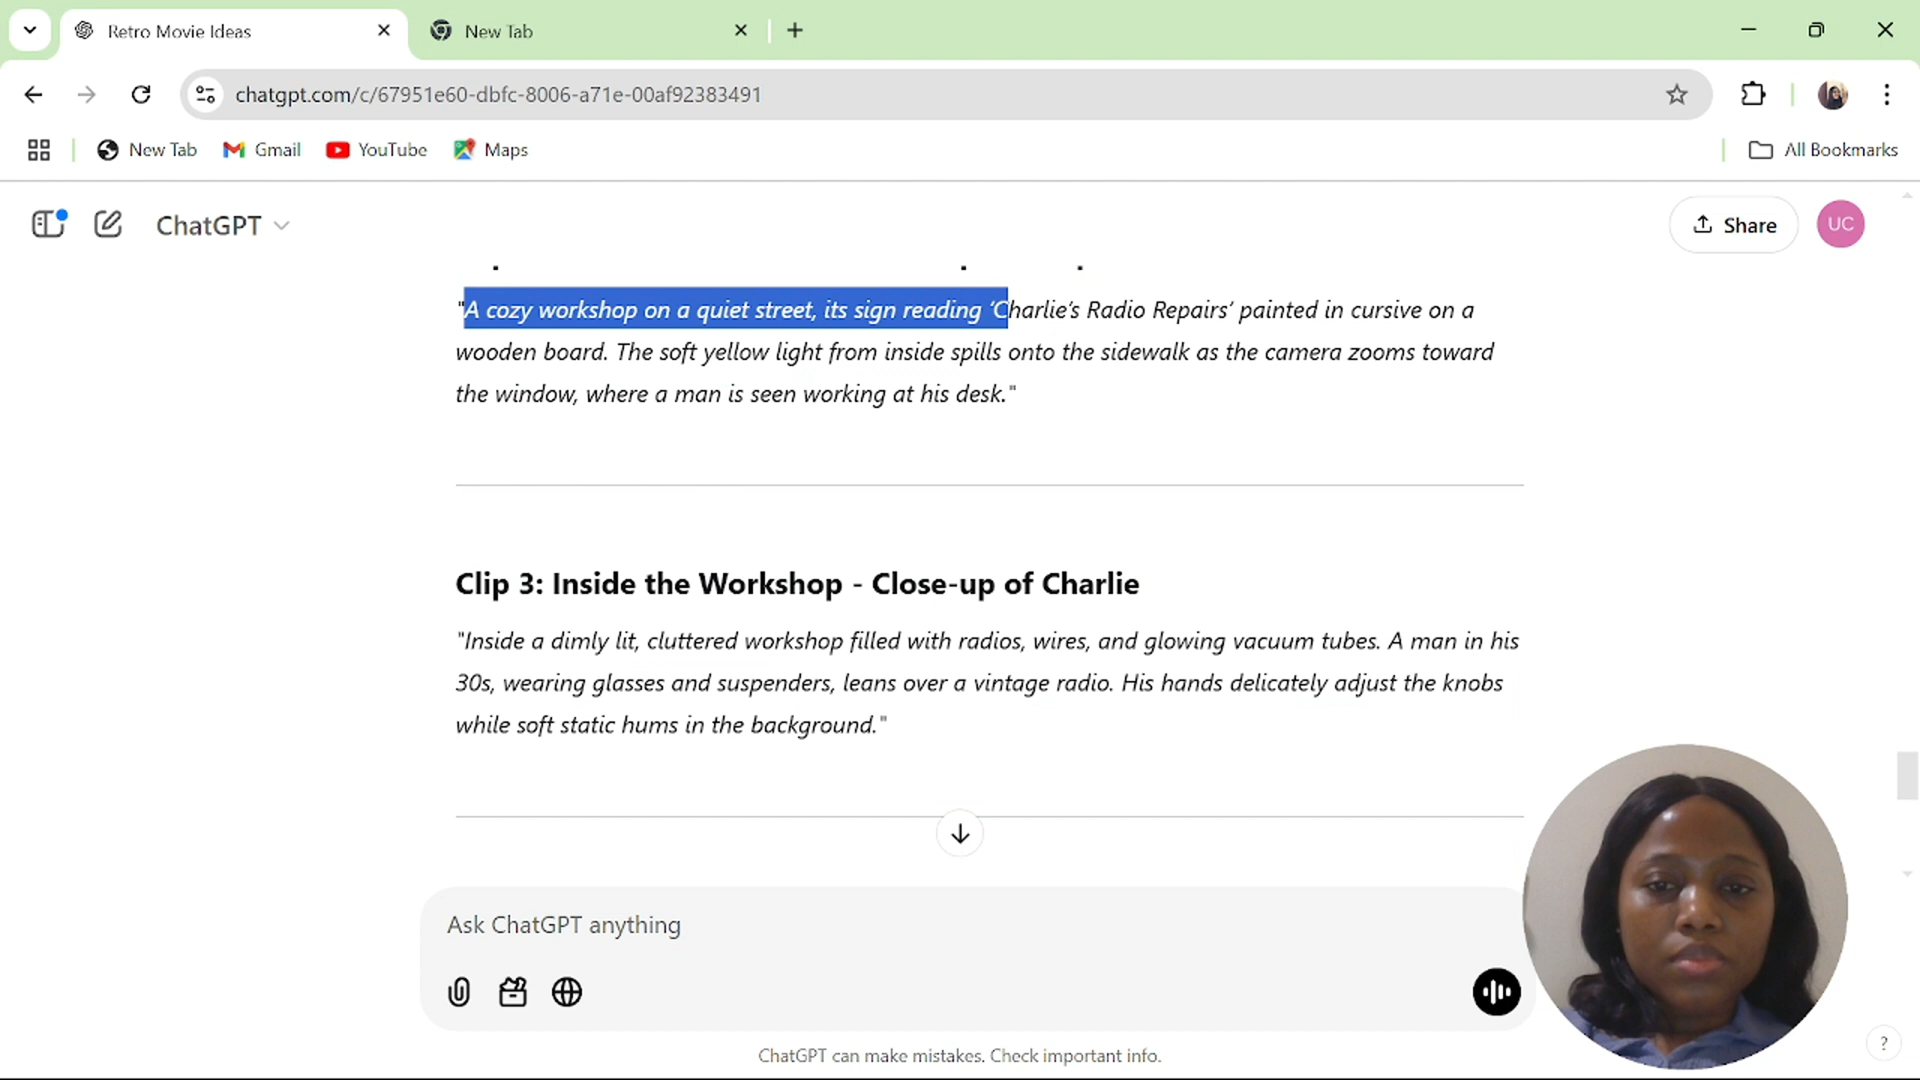 Retro Movie Ideas
New Tab
chatgpt.com/c/67951e60-dbfc-8006-a71e-00af92383491
New Tab
Gmail
YouTube
Maps
All Bookmarks
ChatGPT
Share
UC
"A cozy workshop on a quiet street, its sign reading ‘Charlie’s Radio Repairs’ painted in cursive on a
wooden board. The soft yellow light from inside spills onto the sidewalk as the camera zooms toward
the window, where a man is seen working at his desk."
Clip 3: Inside the Workshop - Close-up of Charlie
"Inside a dimly lit, cluttered workshop filled with radios, wires, and glowing vacuum tubes. A man in his
30s, wearing glasses and suspenders, leans over a vintage radio. His hands delicately adjust the knobs
while soft static hums in the background."
Ask ChatGPT anything
ChatGPT can make mistakes. Check important info.
?